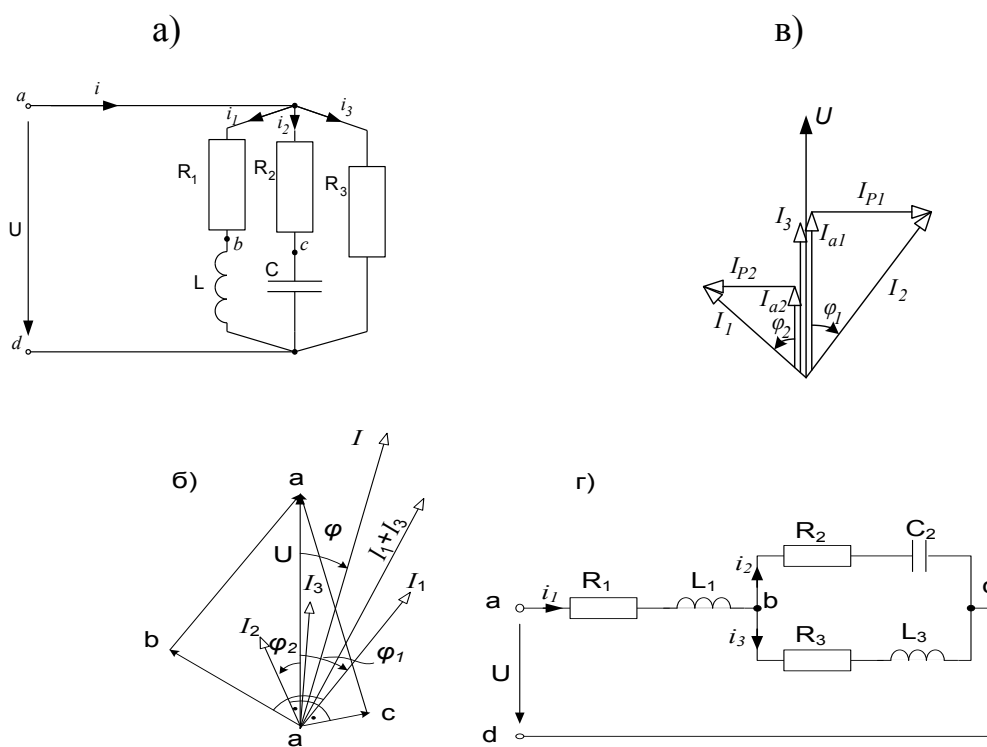 а)
a
i
i1
i2
i3
R1
R2
R3
U
b
c
L
C
d
в)
U
IP1
I3
Ia1
IP2
Ia2
I2
I1
φ2
φ1
б)
I
a
φ
U
I1+I3
I3
I1
I2
b
φ2
φ1
c
a
г)
R2
C2
i2
a
i1
R1
L1
b
c
i3
R3
L3
U
d